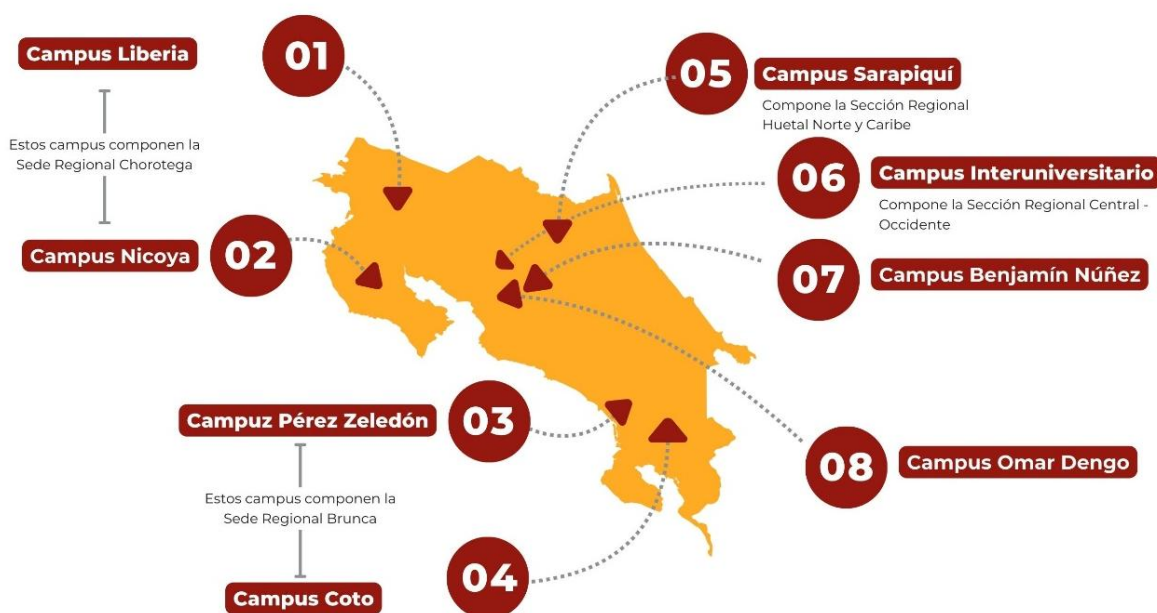 01
Campus Liberia
Estos campus componen la
Sede Regional Chorotega
Campus Nicoya
02
Campuz Pérez Zeledón
03
Estos campus componen la
Sede Regional Brunca
Campus Coto
04
05
Campus Sarapiquí
Compone la Sección Regional
Huetal Norte y Caribe
06
Campus Interuniversitario
Compone la Sección Regional Central -
Occidente
07
Campus Benjamín Núñez
08
Campus Omar Dengo